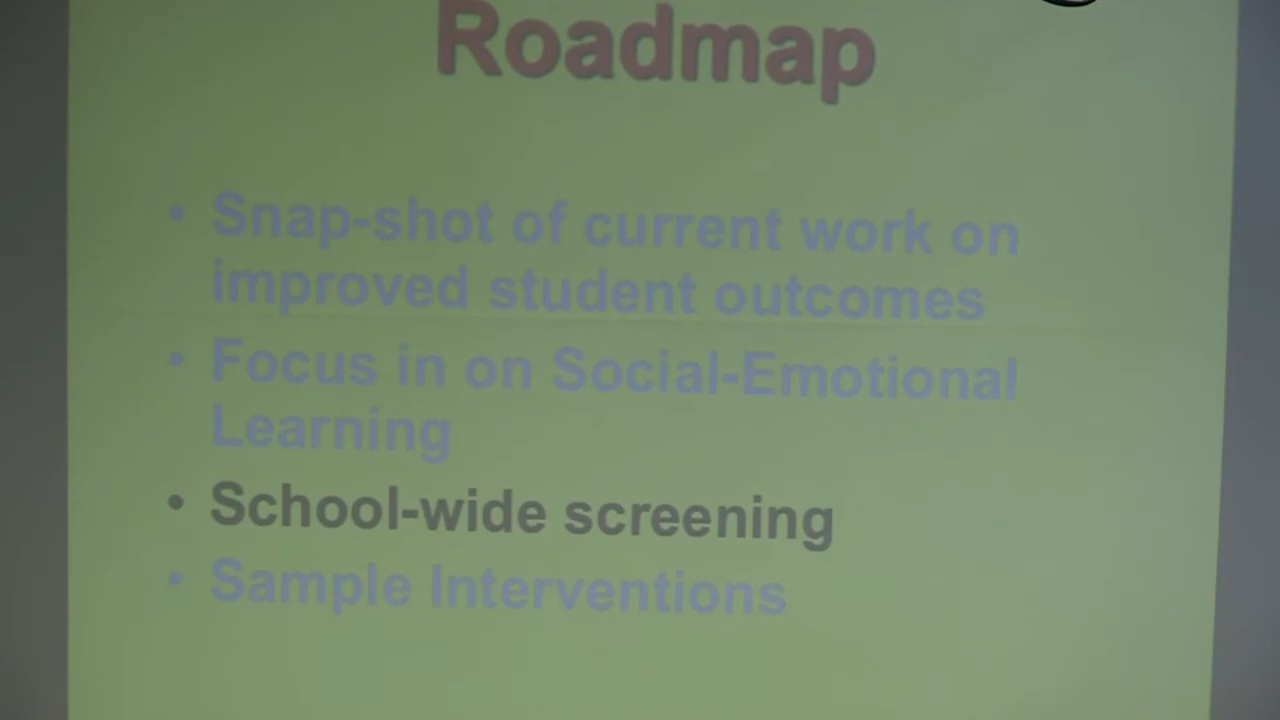 Roadmap
• Snap-shot of current work on
improved student outcomes
• Focus in on Social-Emotional
Learning
• School-wide screening
• Sample Interventions